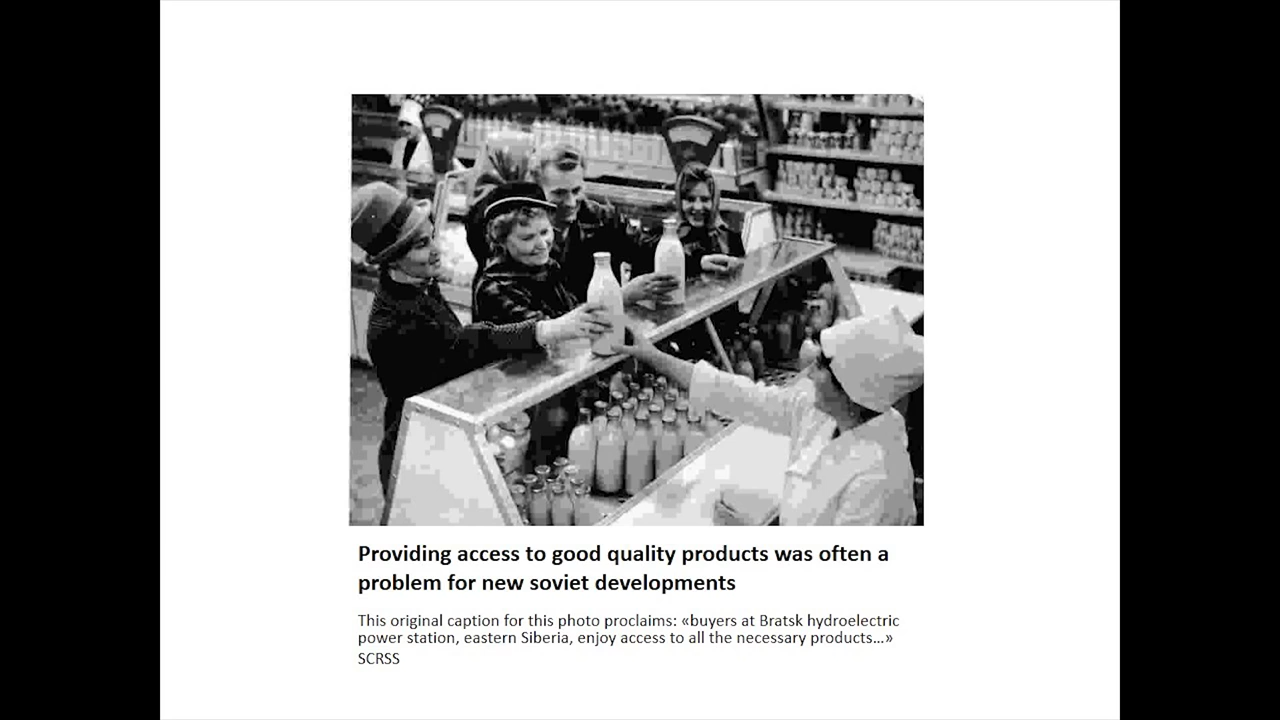 Providing access to good quality products was often a
problem for new soviet developments
This original caption for this photo proclaims: «buyers at Bratsk hydroelectric
power station, eastern Siberia, enjoy access to all the necessary products…»
SCRSS